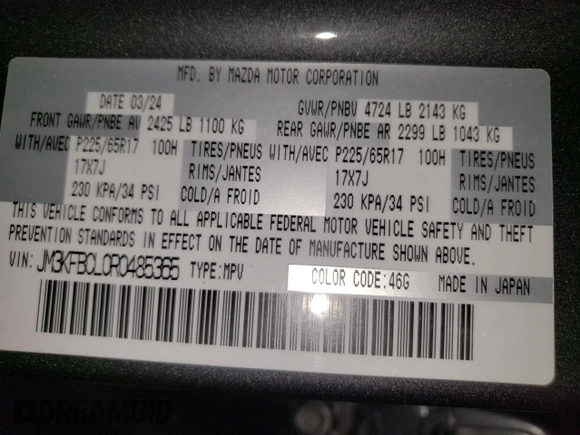 MFD. BY MAZDA MOTOR CORPORATION
DATE 03/24 GVWR/PNBV 4724 LB 2143 KG
FRONT GAWR/PNBE AV 2425 LB 1100 KG REAR GAWR/PNBE AR 2299 LB 1043 KG
WITH/AVEC P225/65R17 100H TIRES/PNEUS WITH/AVEC P225/65R17 100H TIRES/PNEUS
17X7J RIMS/JANTES 17X7J RIMS/JANTES
230 KPA/34 PSI COLD/A FROID 230 KPA/34 PSI COLD/A FROID
THIS VEHICLE CONFORMS TO ALL APPLICABLE FEDERAL MOTOR VEHICLE SAFETY AND THEFT
PREVENTION STANDARDS IN EFFECT ON THE DATE OF MANUFACTURE SHOWN ABOVE.
VIN: JM3KFBCL0R0485365 TYPE:MPV COLOR CODE:46G MADE IN JAPAN
DREAMBID